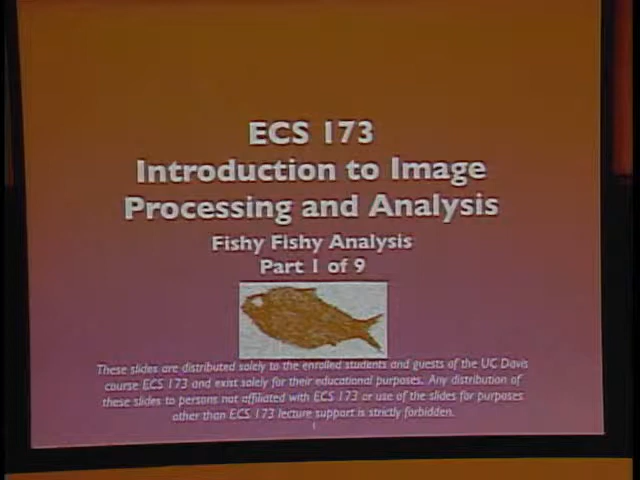 ECS 173
Introduction to Image
Processing and Analysis
Fishy Fishy Analysis
Part 1 of 9
These slides are distributed solely to the enrolled students and guests of the UC Davis
course ECS 173 and exist solely for their educational purposes. Any distribution of
these slides to persons not affiliated with ECS 173 or use of the slides for purposes
other than ECS 173 lecture support is strictly forbidden.
1